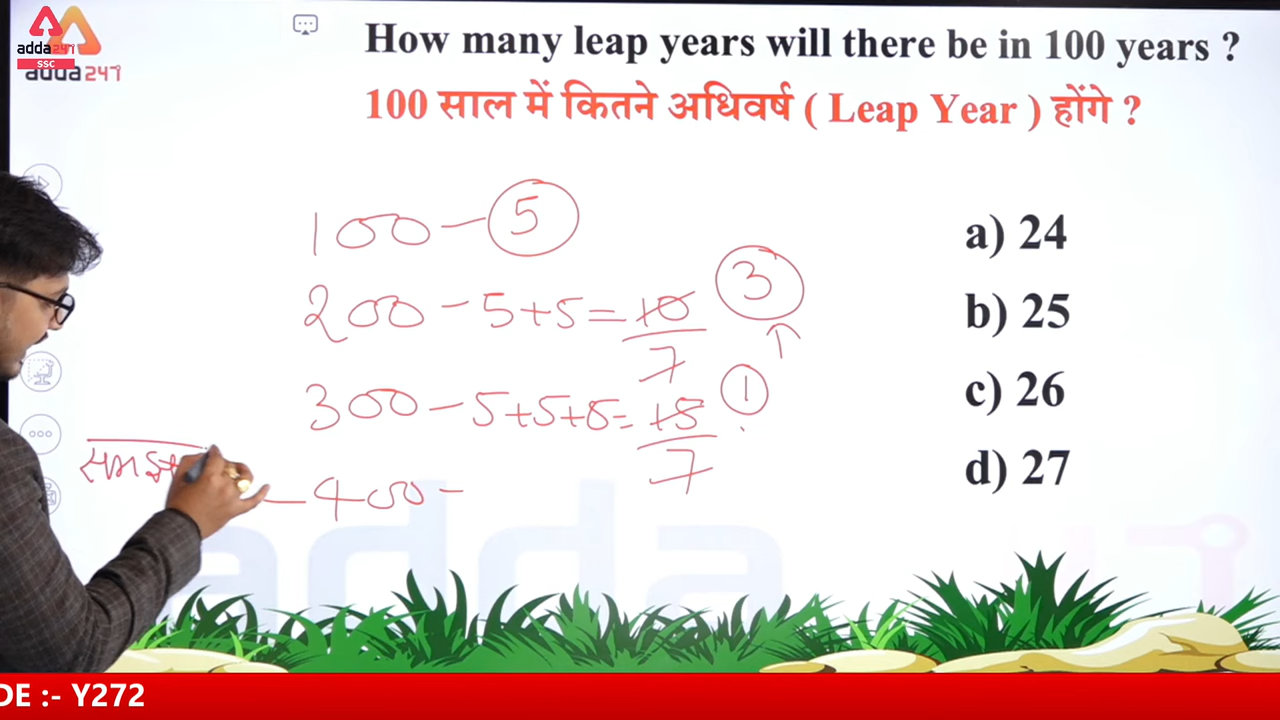 adda247
SSC
adda247
How many leap years will there be in 100 years ?
100 साल में कितने अधिवर्ष ( Leap Year ) होंगे ?
100 – 5
200 – 5+5 = 10/7 3
300 – 5+5+5 = 15/7 1
– 400 –
a) 24
b) 25
c) 26
d) 27
adda247
DE :- Y272